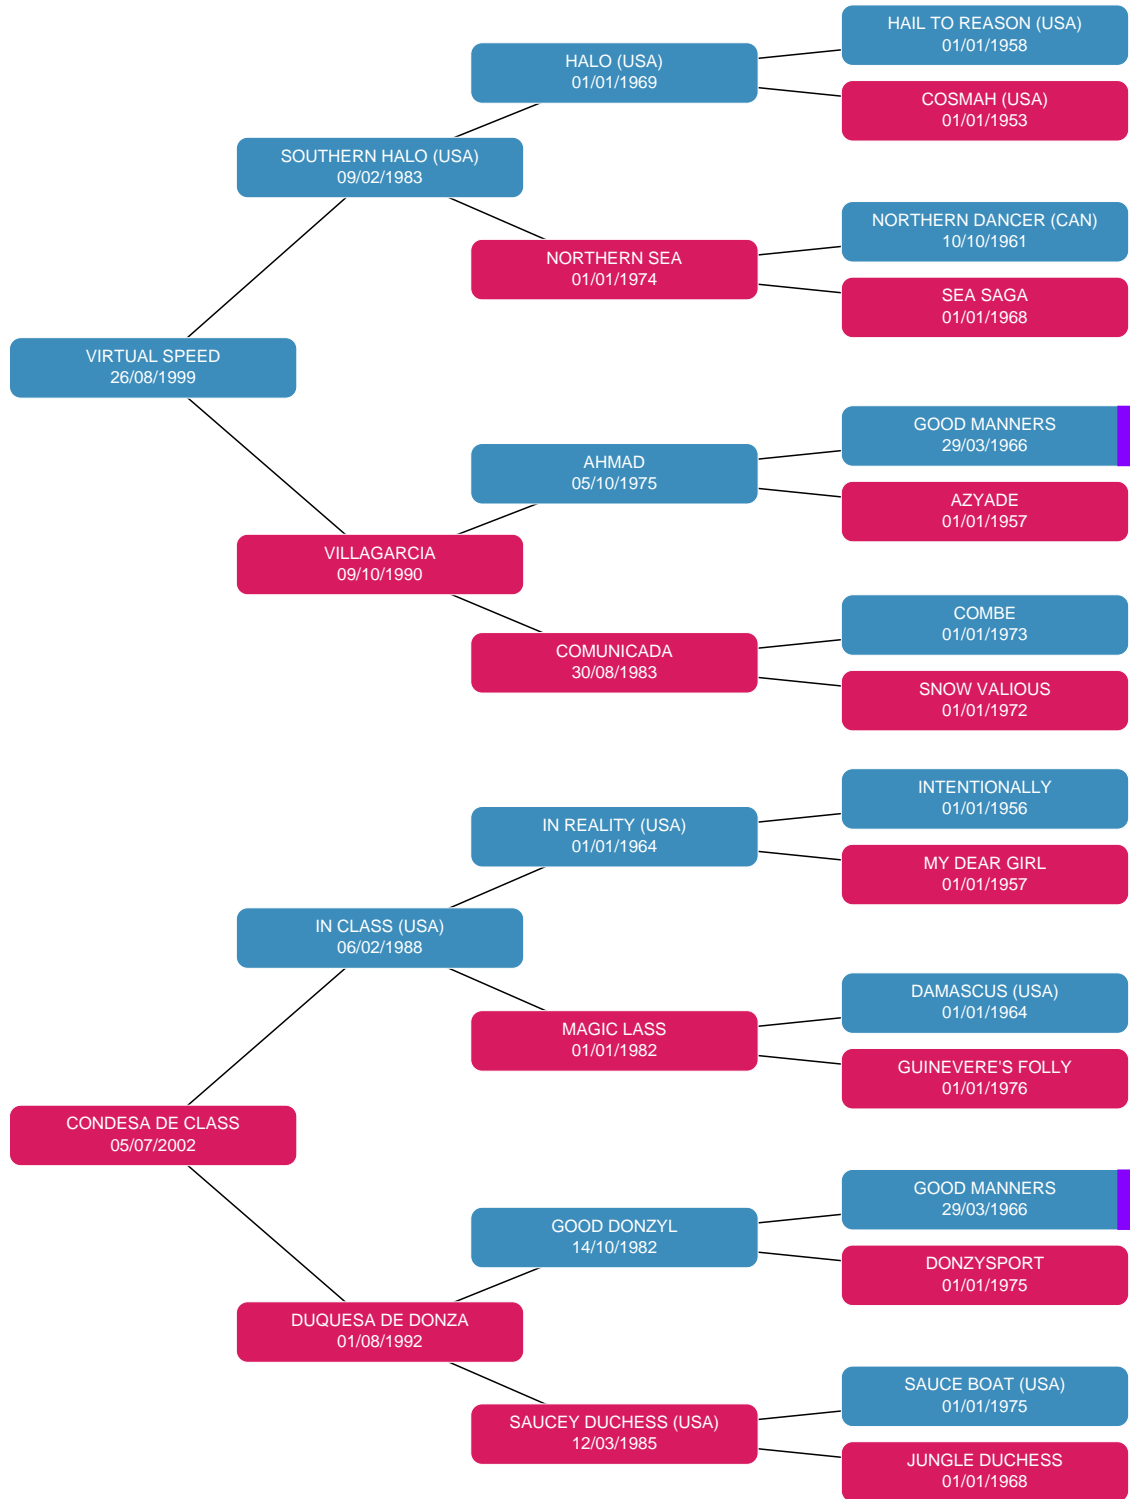 HAIL TO REASON (USA)
01/01/1958
HALO (USA)
01/01/1969
COSMAH (USA)
01/01/1953
SOUTHERN HALO (USA)
09/02/1983
NORTHERN DANCER (CAN)
10/10/1961
NORTHERN SEA
01/01/1974
SEA SAGA
01/01/1968
VIRTUAL SPEED
26/08/1999
GOOD MANNERS
29/03/1966
AHMAD
05/10/1975
AZYADE
01/01/1957
VILLAGARCIA
09/10/1990
COMBE
01/01/1973
COMUNICADA
30/08/1983
SNOW VALIOUS
01/01/1972
INTENTIONALLY
01/01/1956
IN REALITY (USA)
01/01/1964
MY DEAR GIRL
01/01/1957
IN CLASS (USA)
06/02/1988
DAMASCUS (USA)
01/01/1964
MAGIC LASS
01/01/1982
GUINEVERE'S FOLLY
01/01/1976
CONDESA DE CLASS
05/07/2002
GOOD MANNERS
29/03/1966
GOOD DONZYL
14/10/1982
DONZYSPORT
01/01/1975
DUQUESA DE DONZA
01/08/1992
SAUCE BOAT (USA)
01/01/1975
SAUCEY DUCHESS (USA)
12/03/1985
JUNGLE DUCHESS
01/01/1968